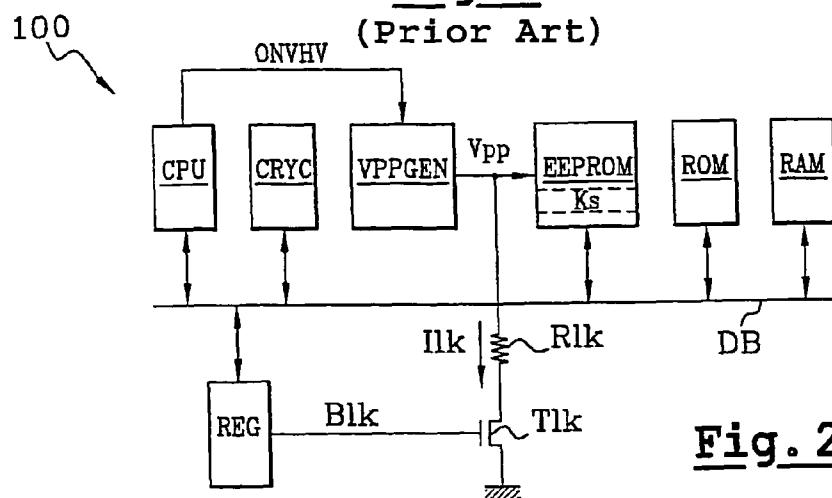 (Prior Art)
100
ONVHV
CPU
CRYC
VPPGEN
Vpp
EEPROM
Ks
ROM
RAM
DB
Ilk
Rlk
REG
Blk
Tlk
Fig. 2